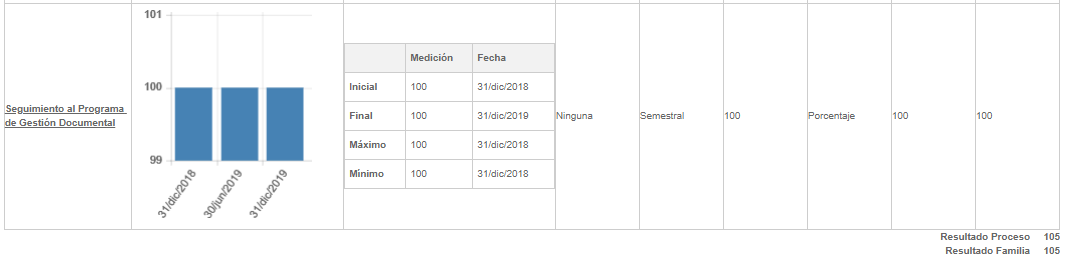 Seguimiento al Programa
de Gestión Documental
101
100
99
31/dic/2018
30/jun/2019
31/dic/2019
Medición Fecha
Inicial 100 31/dic/2018
Final 100 31/dic/2019
Máximo 100 31/dic/2018
Mínimo 100 31/dic/2018
Ninguna Semestral 100 Porcentaje 100 100
Resultado Proceso 105
Resultado Familia 105